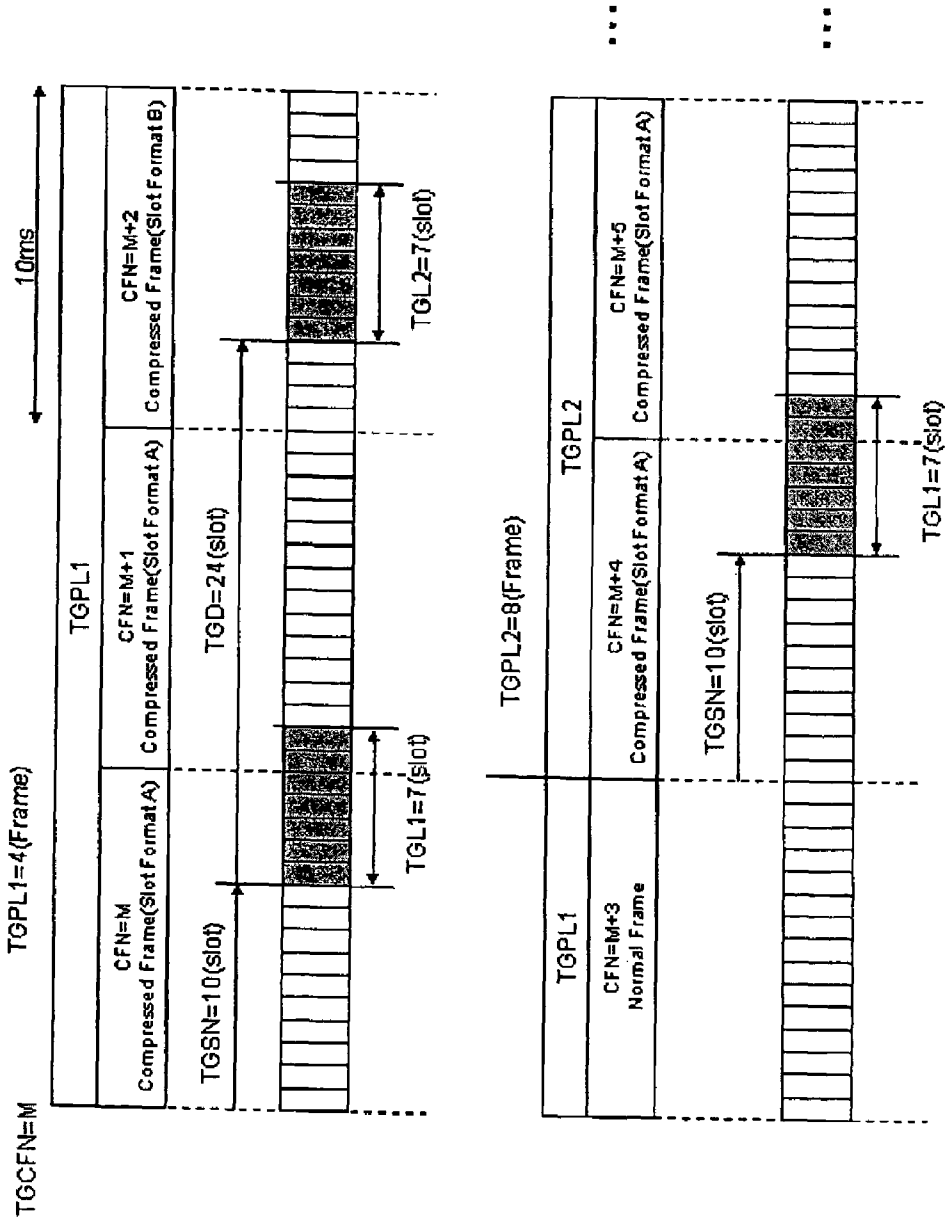 TGCFN=M
TGPL1=4(Frame)
10ms
TGPL1
CFN=M
Compressed Frame(Slot Format A)
CFN=M+1
Compressed Frame(Slot Format A)
CFN=M+2
Compressed Frame(Slot Format B)
TGSN=10(slot)
TGD=24(slot)
TGL1=7(slot)
TGL2=7(slot)
TGPL2=8(Frame)
TGPL1
TGPL2
CFN=M+3
Normal Frame
CFN=M+4
Compressed Frame(Slot Format A)
CFN=M+5
Compressed Frame(Slot Format A)
TGSN=10(slot)
TGL1=7(slot)